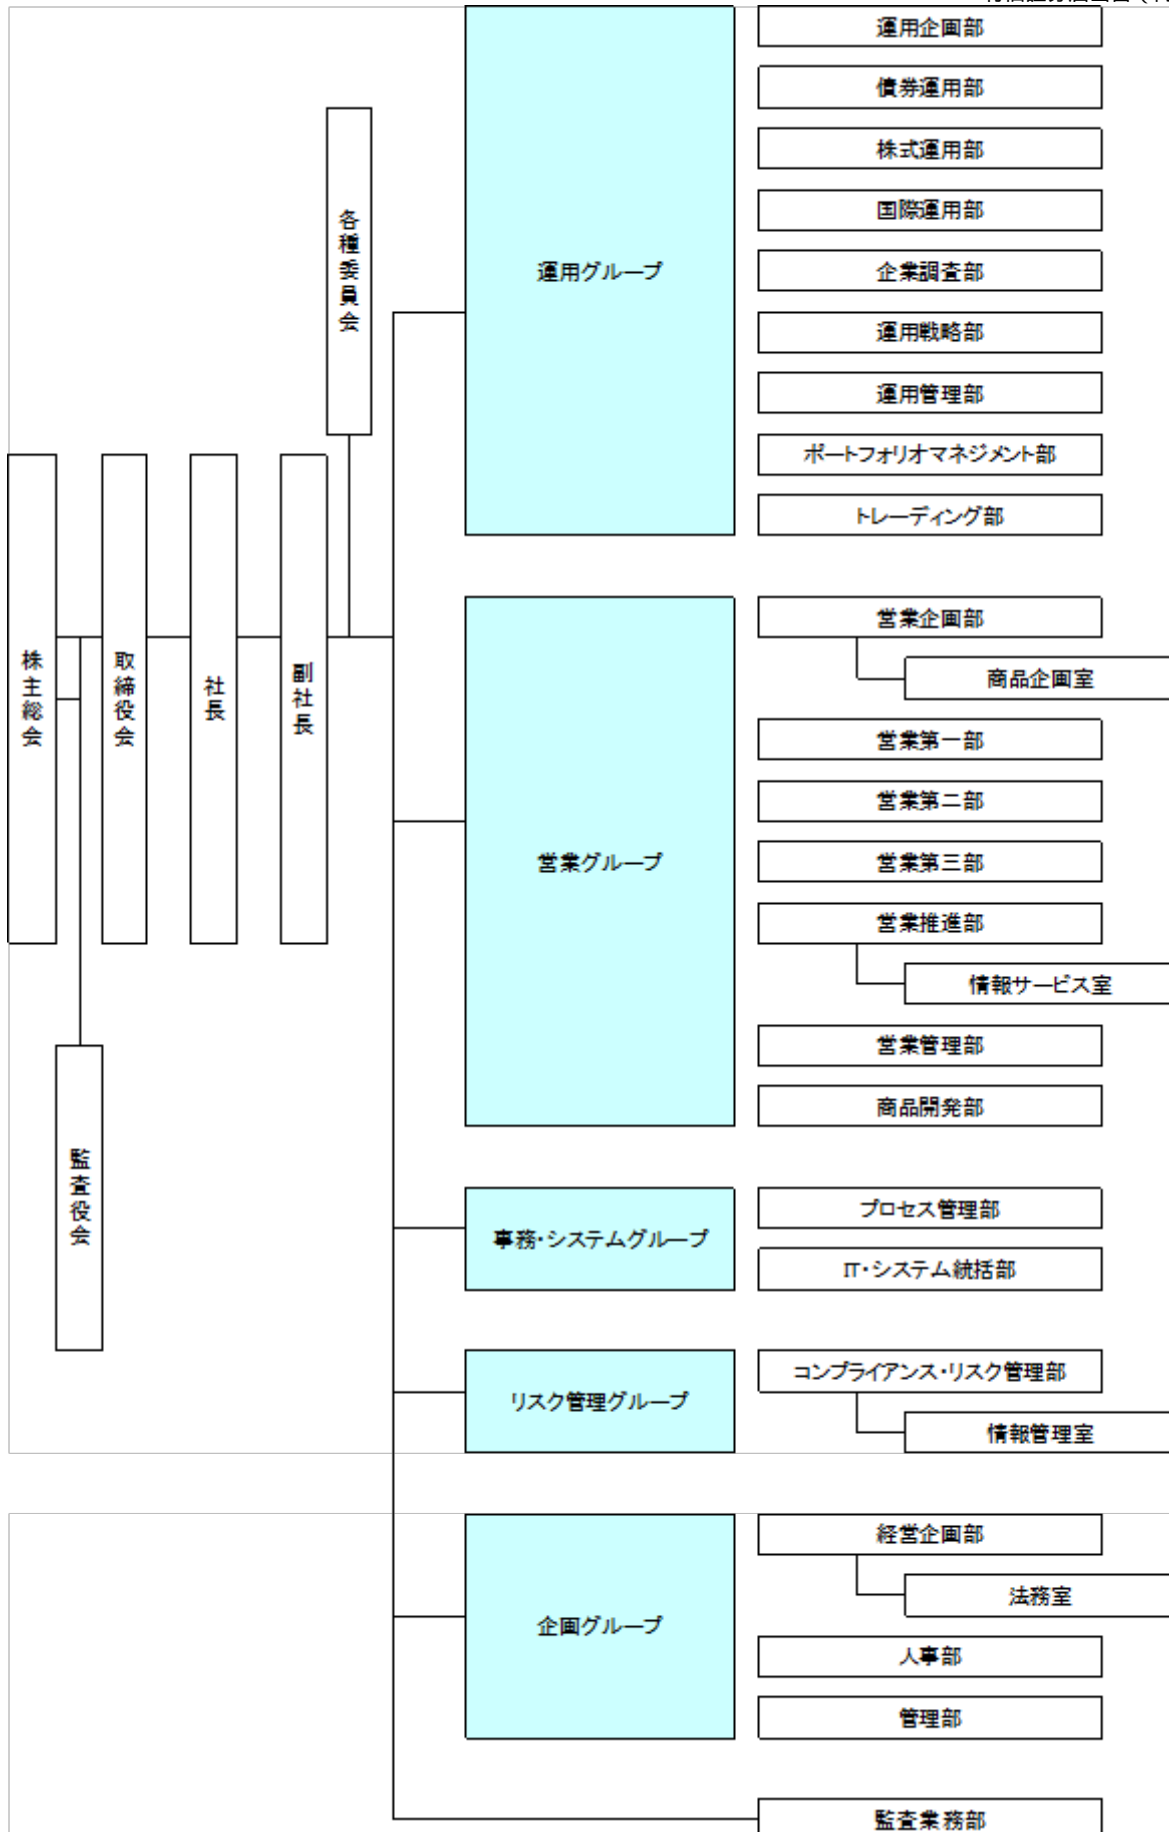 運用企画部
債券運用部
株式運用部
国際運用部
企業調査部
運用戦略部
運用管理部
ポートフォリオマネジメント部
トレーディング部
運用グループ
各種委員会
株主総会
取締役会
社長
副社長
監査役会
営業グループ
営業企画部
商品企画室
営業第一部
営業第二部
営業第三部
営業推進部
情報サービス室
営業管理部
商品開発部
事務・システムグループ
プロセス管理部
IT・システム統括部
リスク管理グループ
コンプライアンス・リスク管理部
情報管理室
企画グループ
経営企画部
法務室
人事部
管理部
監査業務部